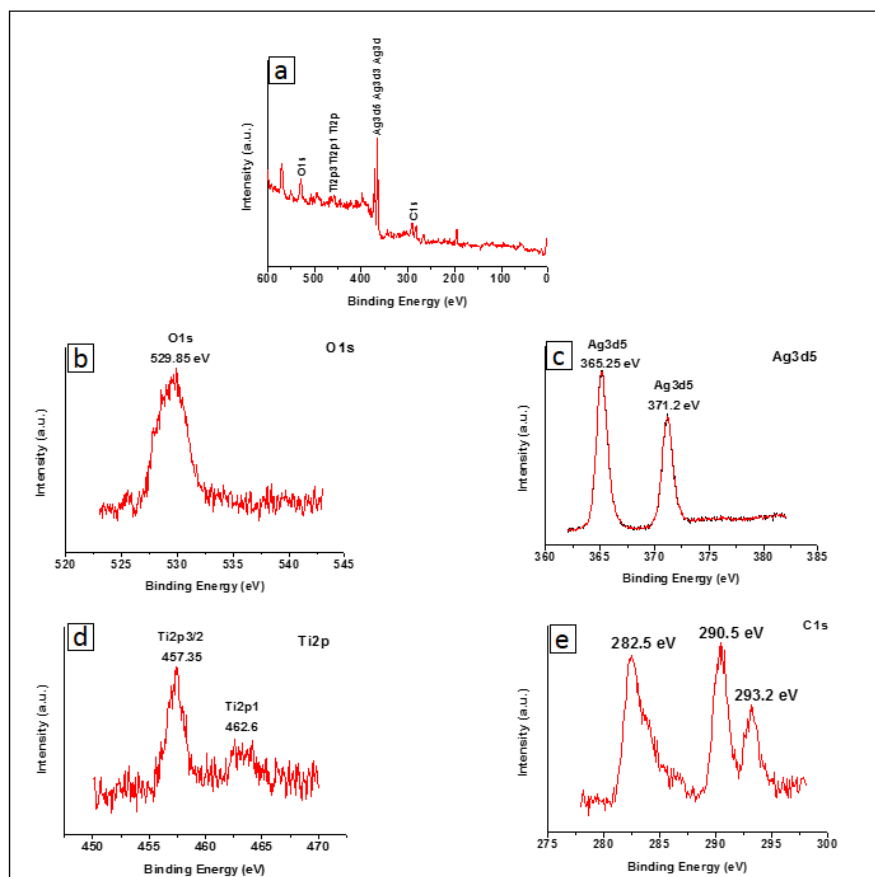 a
Ag3d5 Ag3d3 Ag3d
O1s
Ti2p3 Ti2p1 Ti2p
C1s
Intensity (a.u.)
600 500 400 300 200 100 0
Binding Energy (eV)
b
O1s
529.85 eV
O1s
Intensity (a.u.)
520 525 530 535 540 545
Binding Energy (eV)
c
Ag3d5
365.25 eV
Ag3d5
371.2 eV
Ag3d5
Intensity (a.u.)
360 365 370 375 380 385
Binding Energy (eV)
d
Ti2p3/2
457.35
Ti2p1
462.6
Ti2p
Intensity (a.u.)
450 455 460 465 470
Binding Energy (eV)
e
282.5 eV
290.5 eV
293.2 eV
C1s
Intensity (a.u.)
275 280 285 290 295 300
Binding Energy (eV)